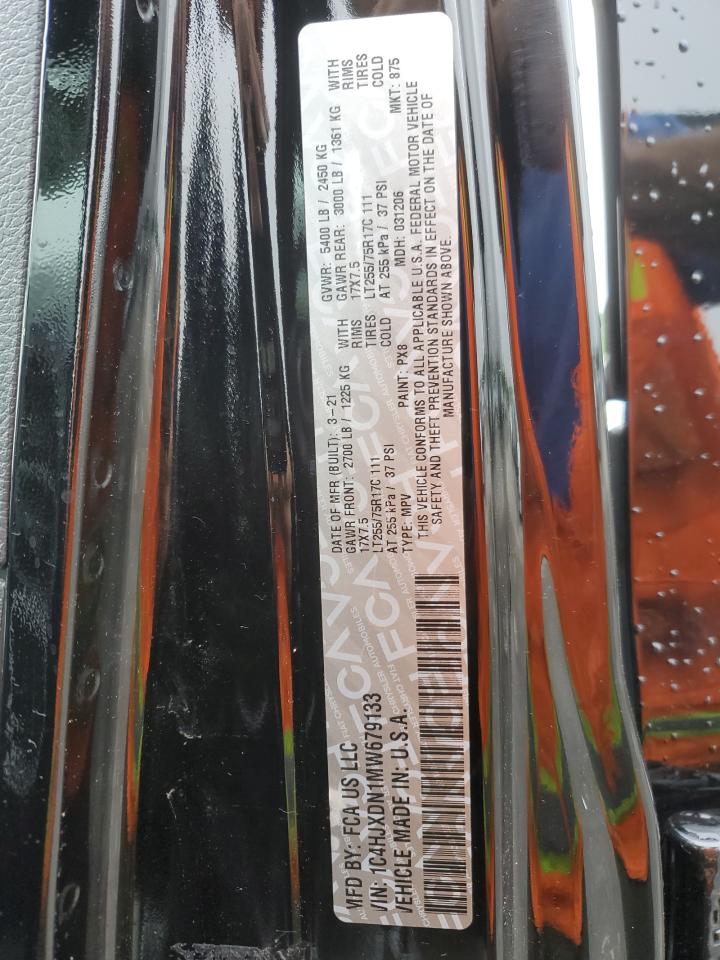 MFD BY: FCA US LLC
VIN: 1C4HJXDN1MW679133
VEHICLE MADE IN: U.S.A.
DATE OF MFR (BUILT): 3-21 GVWR: 5400 LB / 2450 KG
GAWR FRONT: 2700 LB / 1225 KG WITH GAWR REAR: 3000 LB / 1361 KG WITH
17X7.5 RIMS 17X7.5 RIMS
LT255/75R17C 111 TIRES LT255/75R17C 111 TIRES
AT 255 kPa / 37 PSI COLD AT 255 kPa / 37 PSI COLD
TYPE: MPV PAINT: PX8 MDH: 031206 MKT: 875
THIS VEHICLE CONFORMS TO ALL APPLICABLE U.S.A. FEDERAL MOTOR VEHICLE
SAFETY AND THEFT PREVENTION STANDARDS IN EFFECT ON THE DATE OF
MANUFACTURE SHOWN ABOVE.